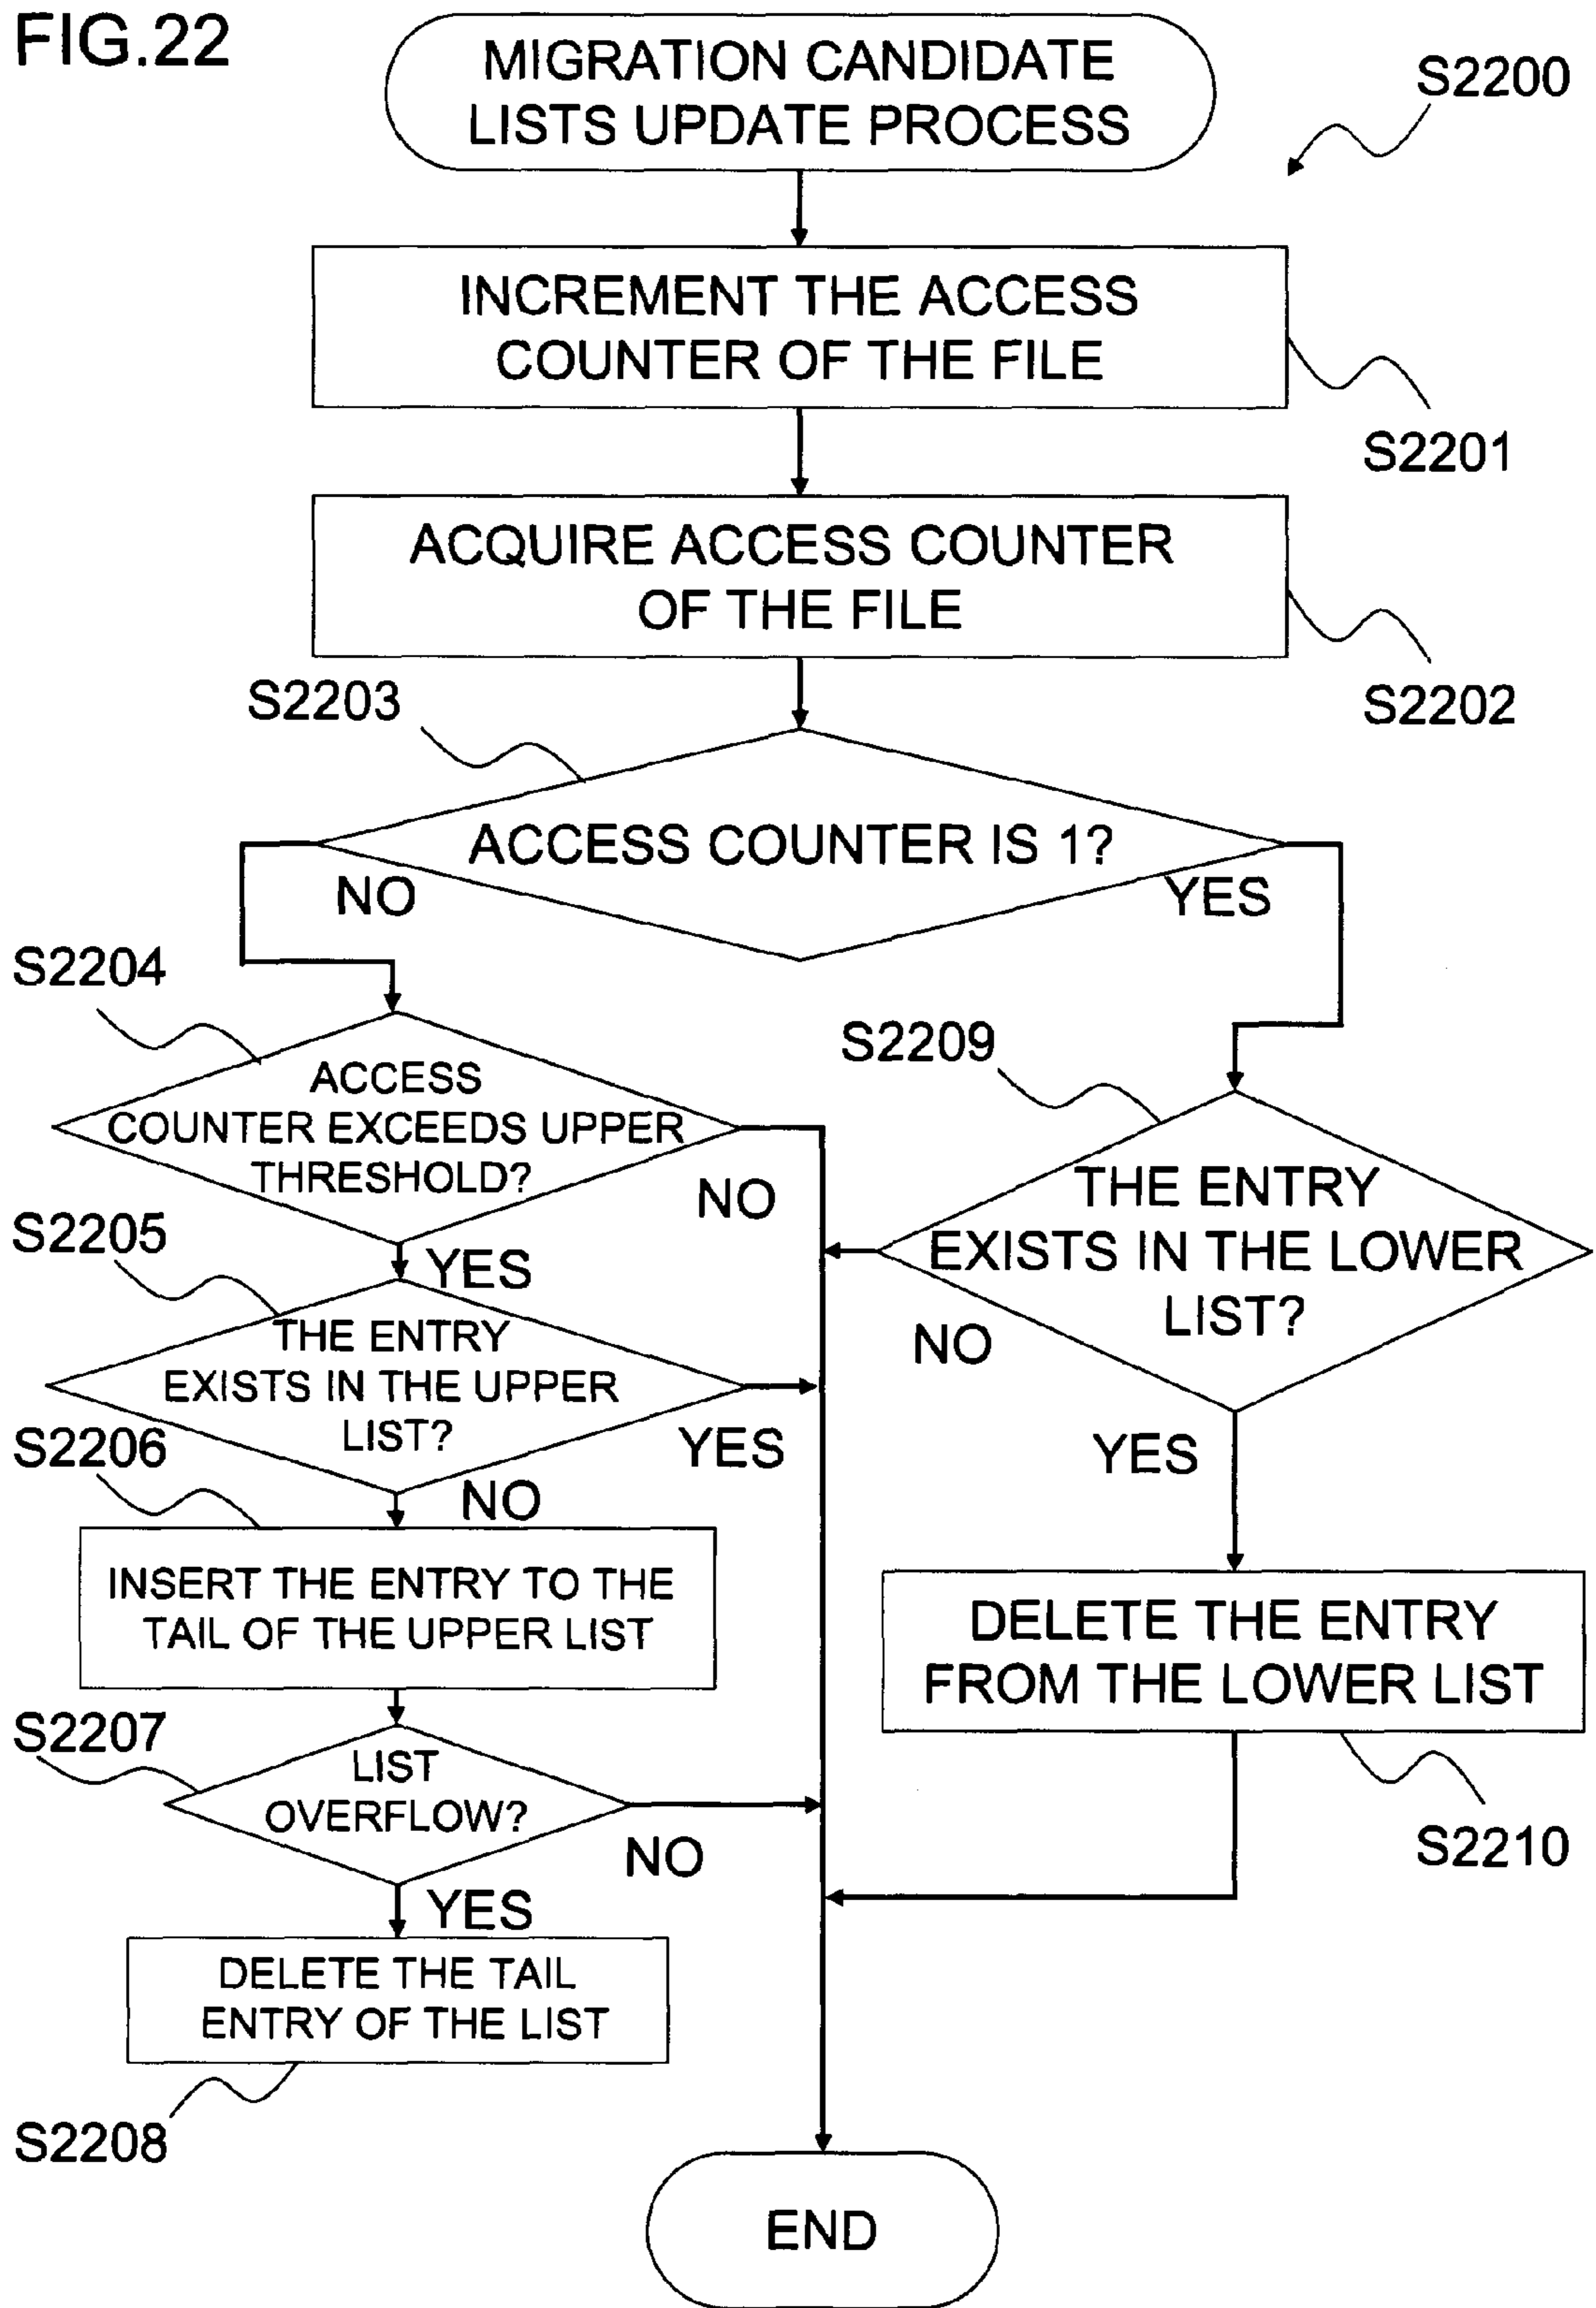 FIG.22
MIGRATION CANDIDATE
LISTS UPDATE PROCESS
S2200
INCREMENT THE ACCESS
COUNTER OF THE FILE
S2201
ACQUIRE ACCESS COUNTER
OF THE FILE
S2202
S2203
ACCESS COUNTER IS 1?
NO
YES
S2204
ACCESS
COUNTER EXCEEDS UPPER
THRESHOLD?
NO
YES
S2205
THE ENTRY
EXISTS IN THE UPPER
LIST?
YES
NO
S2206
INSERT THE ENTRY TO THE
TAIL OF THE UPPER LIST
S2207
LIST
OVERFLOW?
NO
YES
DELETE THE TAIL
ENTRY OF THE LIST
S2208
S2209
THE ENTRY
EXISTS IN THE LOWER
LIST?
NO
YES
DELETE THE ENTRY
FROM THE LOWER LIST
S2210
END